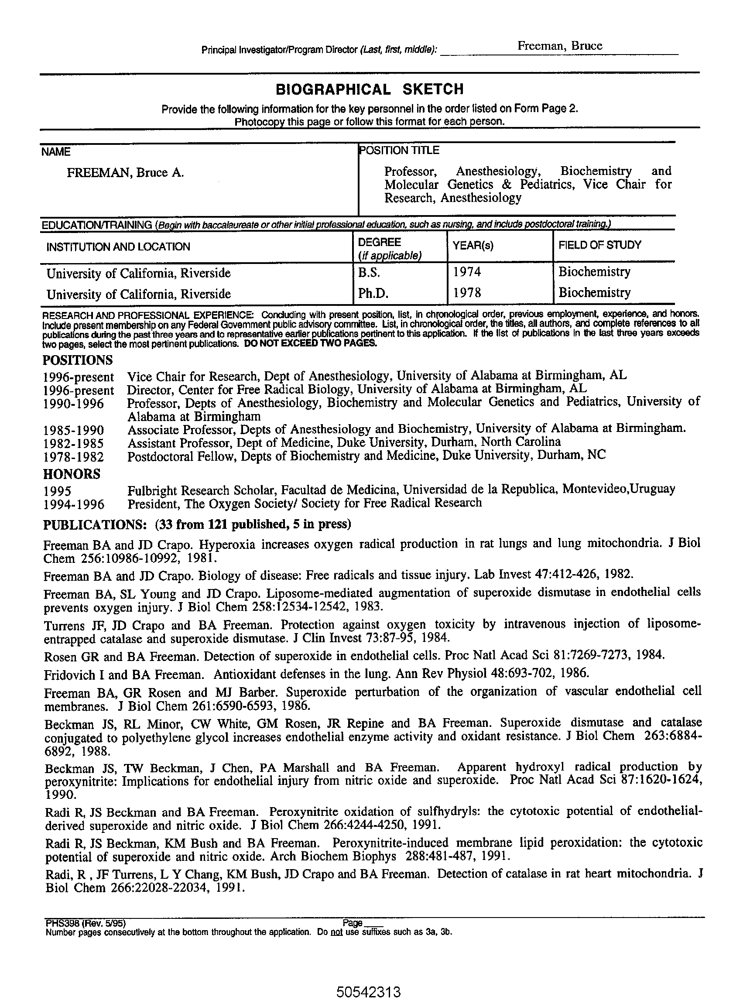 Principal Investigator/Program Director (Last, first, middle): Freeman, Bruce
BIOGRAPHICAL SKETCH
Provide the following information for the key personnel in the order listed on Form Page 2.
Photocopy this page or follow this format for each person.
NAME
POSITION TITLE
FREEMAN, Bruce A.
Professor, Anesthesiology, Biochemistry and
Molecular Genetics & Pediatrics, Vice Chair for
Research, Anesthesiology
EDUCATION/TRAINING (Begin with baccalaureate or other initial professional education, such as nursing, and include postdoctoral training.)
INSTITUTION AND LOCATION
DEGREE
(if applicable)
YEAR(s)
FIELD OF STUDY
University of California, Riverside B.S. 1974 Biochemistry
University of California, Riverside Ph.D. 1978 Biochemistry
RESEARCH AND PROFESSIONAL EXPERIENCE: Concluding with present position, list, in chronological order, previous employment, experience, and honors.
Include present membership on any Federal Government public advisory committee. List, in chronological order, the titles, all authors, and complete references to all
publications during the past three years and to representative earlier publications pertinent to this application. If the list of publications in the last three years exceeds
two pages, select the most pertinent publications. DO NOT EXCEED TWO PAGES.
POSITIONS
1996-present Vice Chair for Research, Dept of Anesthesiology, University of Alabama at Birmingham, AL
1996-present Director, Center for Free Radical Biology, University of Alabama at Birmingham, AL
1990-1996 Professor, Depts of Anesthesiology, Biochemistry and Molecular Genetics and Pediatrics, University of
Alabama at Birmingham
1985-1990 Associate Professor, Depts of Anesthesiology and Biochemistry, University of Alabama at Birmingham.
1982-1985 Assistant Professor, Dept of Medicine, Duke University, Durham, North Carolina
1978-1982 Postdoctoral Fellow, Depts of Biochemistry and Medicine, Duke University, Durham, NC
HONORS
1995 Fulbright Research Scholar, Facultad de Medicina, Universidad de la Republica, Montevideo,Uruguay
1994-1996 President, The Oxygen Society/ Society for Free Radical Research
PUBLICATIONS: (33 from 121 published, 5 in press)
Freeman BA and JD Crapo. Hyperoxia increases oxygen radical production in rat lungs and lung mitochondria. J Biol
Chem 256:10986-10992, 1981.
Freeman BA and JD Crapo. Biology of disease: Free radicals and tissue injury. Lab Invest 47:412-426, 1982.
Freeman BA, SL Young and JD Crapo. Liposome-mediated augmentation of superoxide dismutase in endothelial cells
prevents oxygen injury. J Biol Chem 258:12534-12542, 1983.
Turrens JF, JD Crapo and BA Freeman. Protection against oxygen toxicity by intravenous injection of liposome-
entrapped catalase and superoxide dismutase. J Clin Invest 73:87-95, 1984.
Rosen GR and BA Freeman. Detection of superoxide in endothelial cells. Proc Natl Acad Sci 81:7269-7273, 1984.
Fridovich I and BA Freeman. Antioxidant defenses in the lung. Ann Rev Physiol 48:693-702, 1986.
Freeman BA, GR Rosen and MJ Barber. Superoxide perturbation of the organization of vascular endothelial cell
membranes. J Biol Chem 261:6590-6593, 1986.
Beckman JS, RL Minor, CW White, GM Rosen, JR Repine and BA Freeman. Superoxide dismutase and catalase
conjugated to polyethylene glycol increases endothelial enzyme activity and oxidant resistance. J Biol Chem 263:6884-
6892, 1988.
Beckman JS, TW Beckman, J Chen, PA Marshall and BA Freeman. Apparent hydroxyl radical production by
peroxynitrite: Implications for endothelial injury from nitric oxide and superoxide. Proc Natl Acad Sci 87:1620-1624,
1990.
Radi R, JS Beckman and BA Freeman. Peroxynitrite oxidation of sulfhydryls: the cytotoxic potential of endothelial-
derived superoxide and nitric oxide. J Biol Chem 266:4244-4250, 1991.
Radi R, JS Beckman, KM Bush and BA Freeman. Peroxynitrite-induced membrane lipid peroxidation: the cytotoxic
potential of superoxide and nitric oxide. Arch Biochem Biophys 288:481-487, 1991.
Radi, R , JF Turrens, L Y Chang, KM Bush, JD Crapo and BA Freeman. Detection of catalase in rat heart mitochondria. J
Biol Chem 266:22028-22034, 1991.
PHS398 (Rev. 5/95) Page
Number pages consecutively at the bottom throughout the application. Do not use suffixes such as 3a, 3b.
50542313